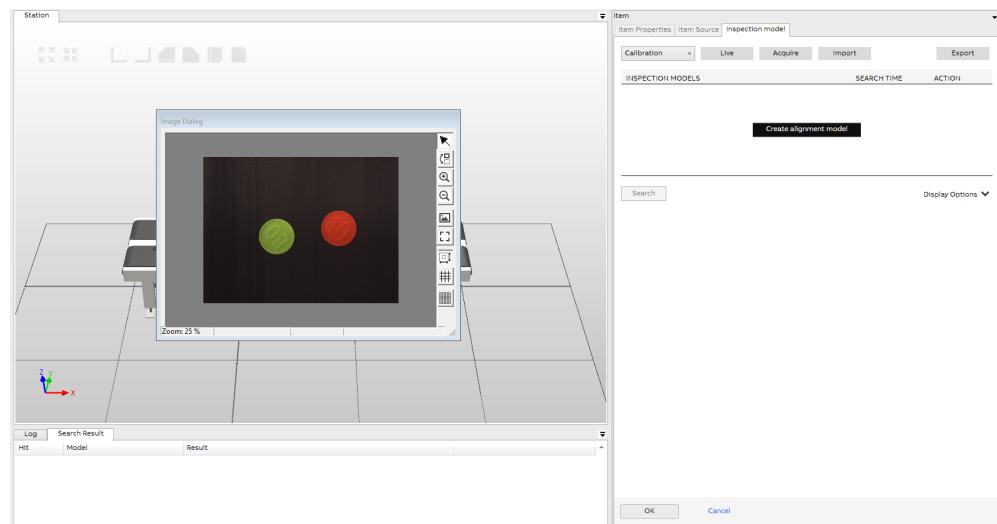 Station
Item
Item Properties Item Source Inspection model
Calibration Live Acquire Import Export
INSPECTION MODELS SEARCH TIME ACTION
Create alignment model
Search Display Options
Image Dialog
Zoom: 25 %
Z Y
X
Log Search Result
Hit Model Result
OK Cancel